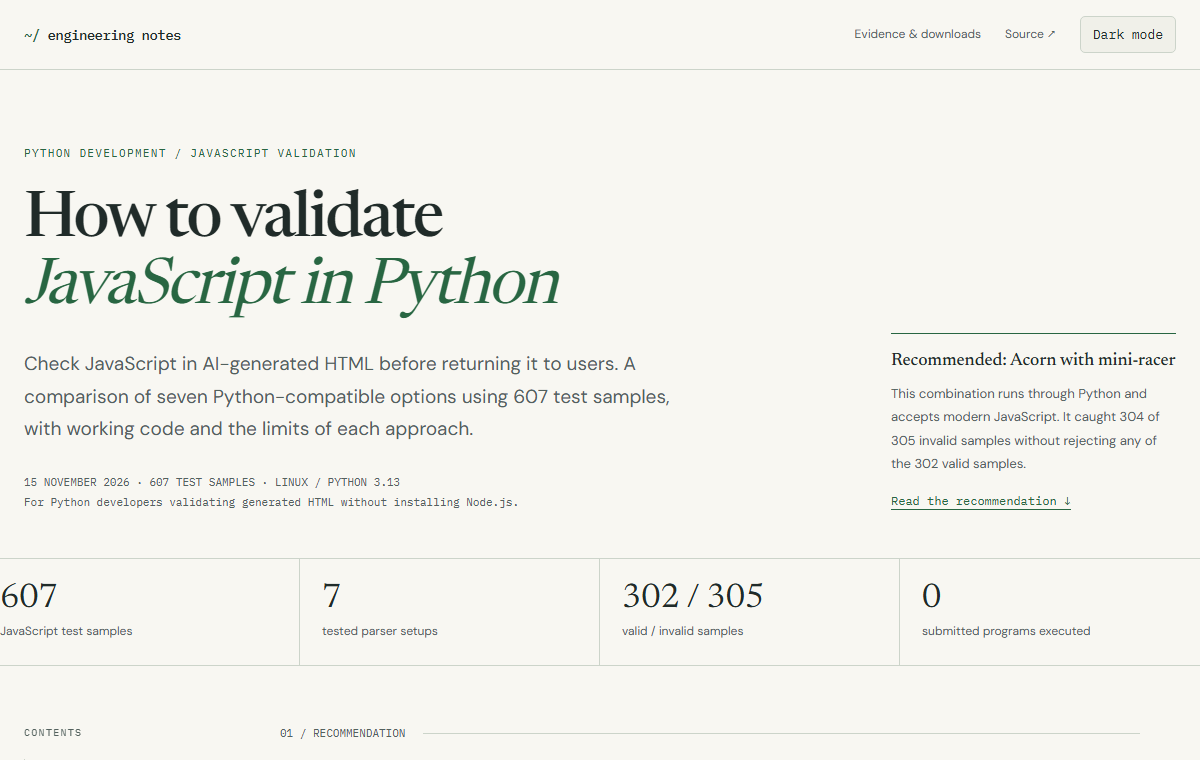 ~/ engineering notes
Evidence & downloads
Source ↗
Dark mode
PYTHON DEVELOPMENT / JAVASCRIPT VALIDATION
How to validate
JavaScript in Python
Check JavaScript in AI-generated HTML before returning it to users. A
comparison of seven Python-compatible options using 607 test samples,
with working code and the limits of each approach.
15 NOVEMBER 2026 · 607 TEST SAMPLES · LINUX / PYTHON 3.13
For Python developers validating generated HTML without installing Node.js.
Recommended: Acorn with mini-racer
This combination runs through Python and
accepts modern JavaScript. It caught 304 of
305 invalid samples without rejecting any of
the 302 valid samples.
Read the recommendation ↓
607
JavaScript test samples
7
tested parser setups
302 / 305
valid / invalid samples
0
submitted programs executed
CONTENTS
01 / RECOMMENDATION